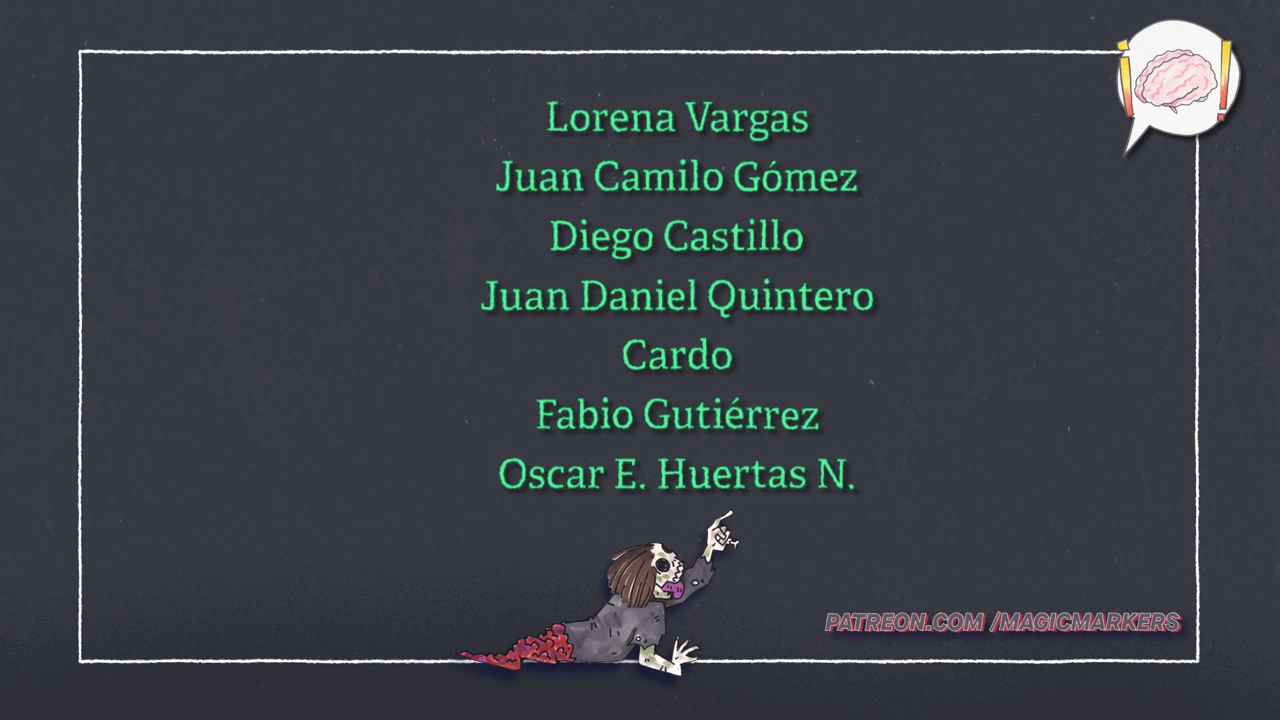 Lorena Vargas
Juan Camilo Gómez
Diego Castillo
Juan Daniel Quintero
Cardo
Fabio Gutiérrez
Oscar E. Huertas N.
PATREON.COM /MAGICMARKERS